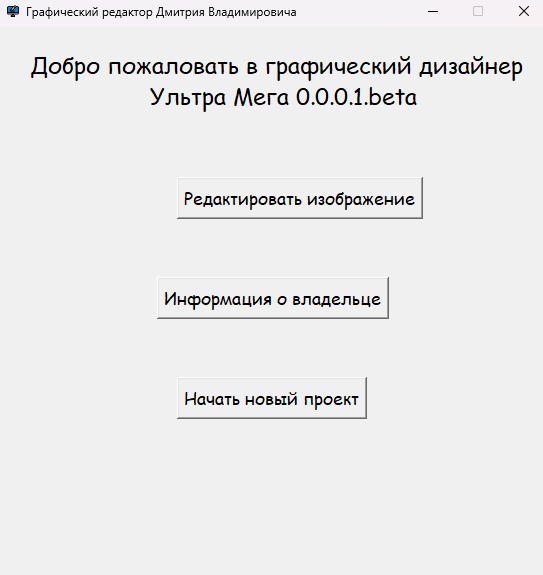 Графический редактор Дмитрия Владимировича
Добро пожаловать в графический дизайнер
Ультра Мега 0.0.0.1.beta
Редактировать изображение
Информация о владельце
Начать новый проект